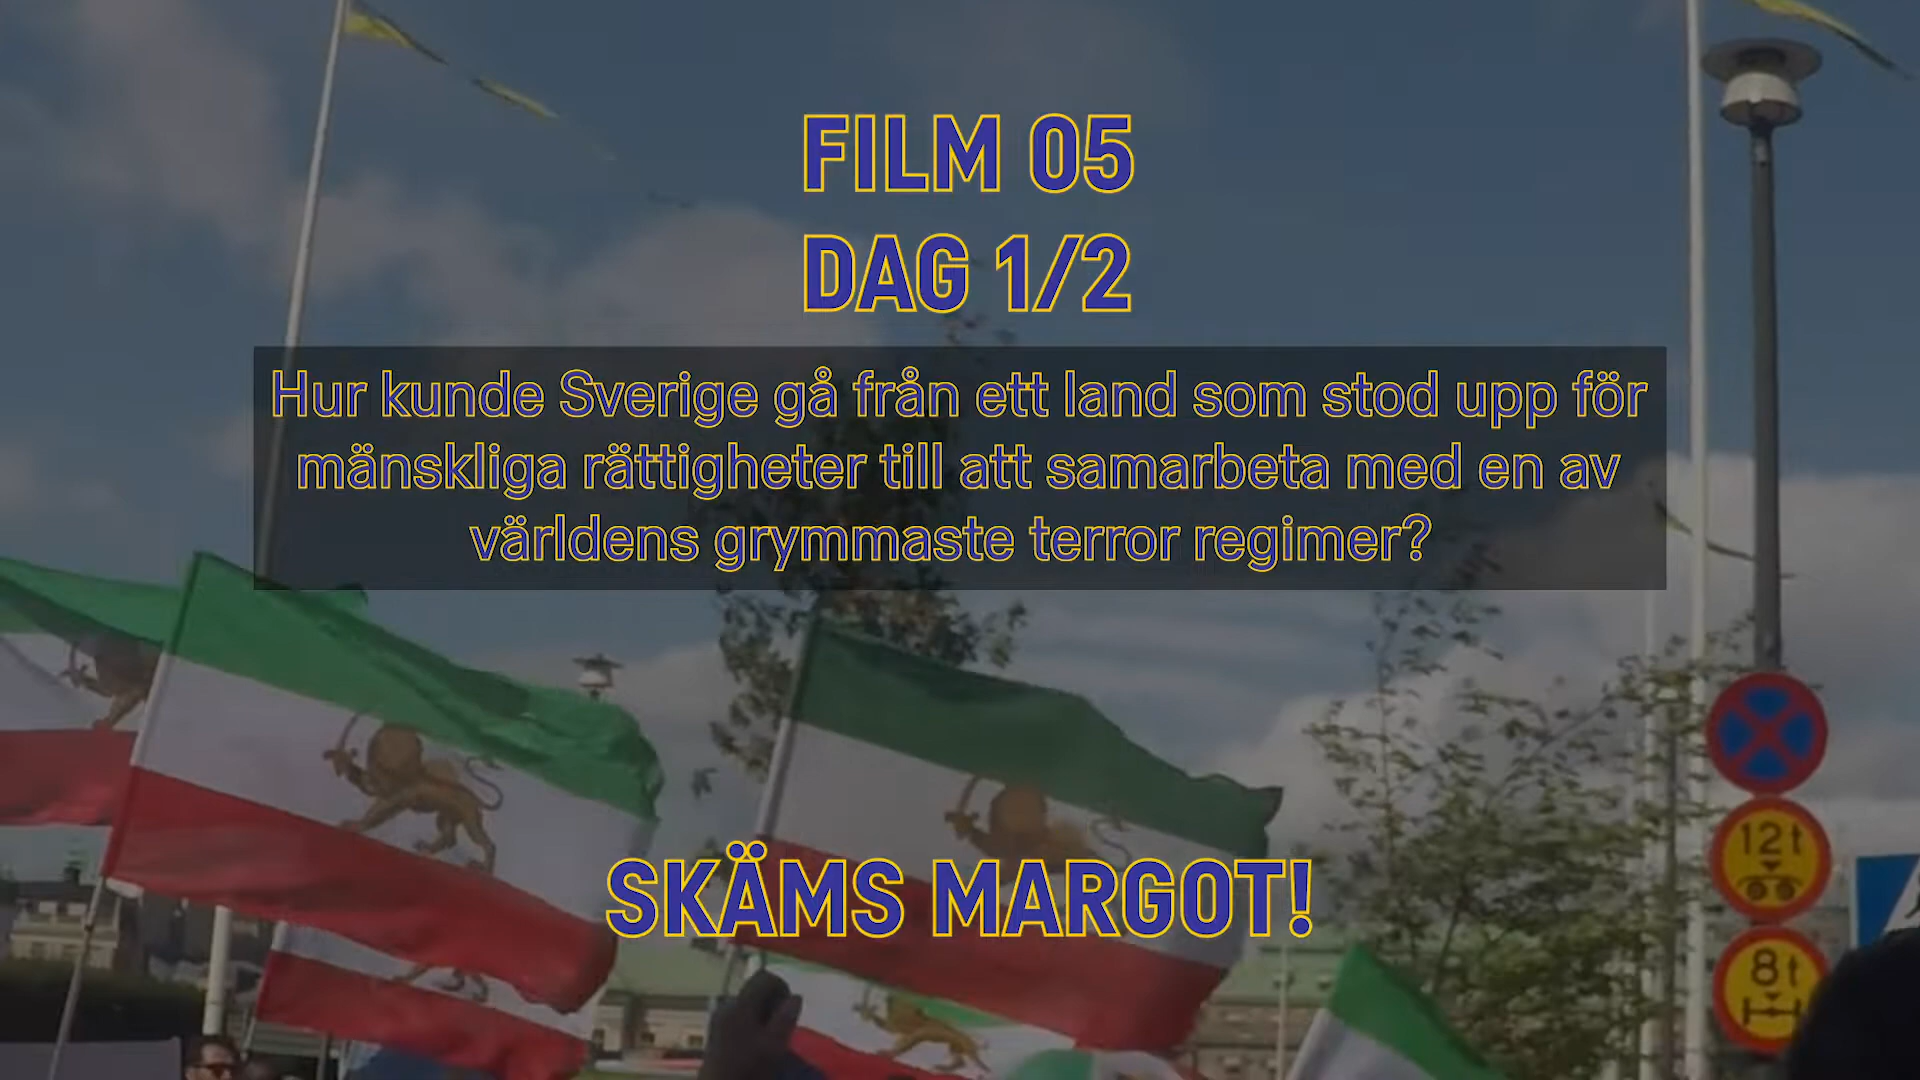 FILM 05
DAG 1/2
Hur kunde Sverige gå från ett land som stod upp för
mänskliga rättigheter till att samarbeta med en av
världens grymmaste terror regimer?
SKÄMS MARGOT!
12t
8t